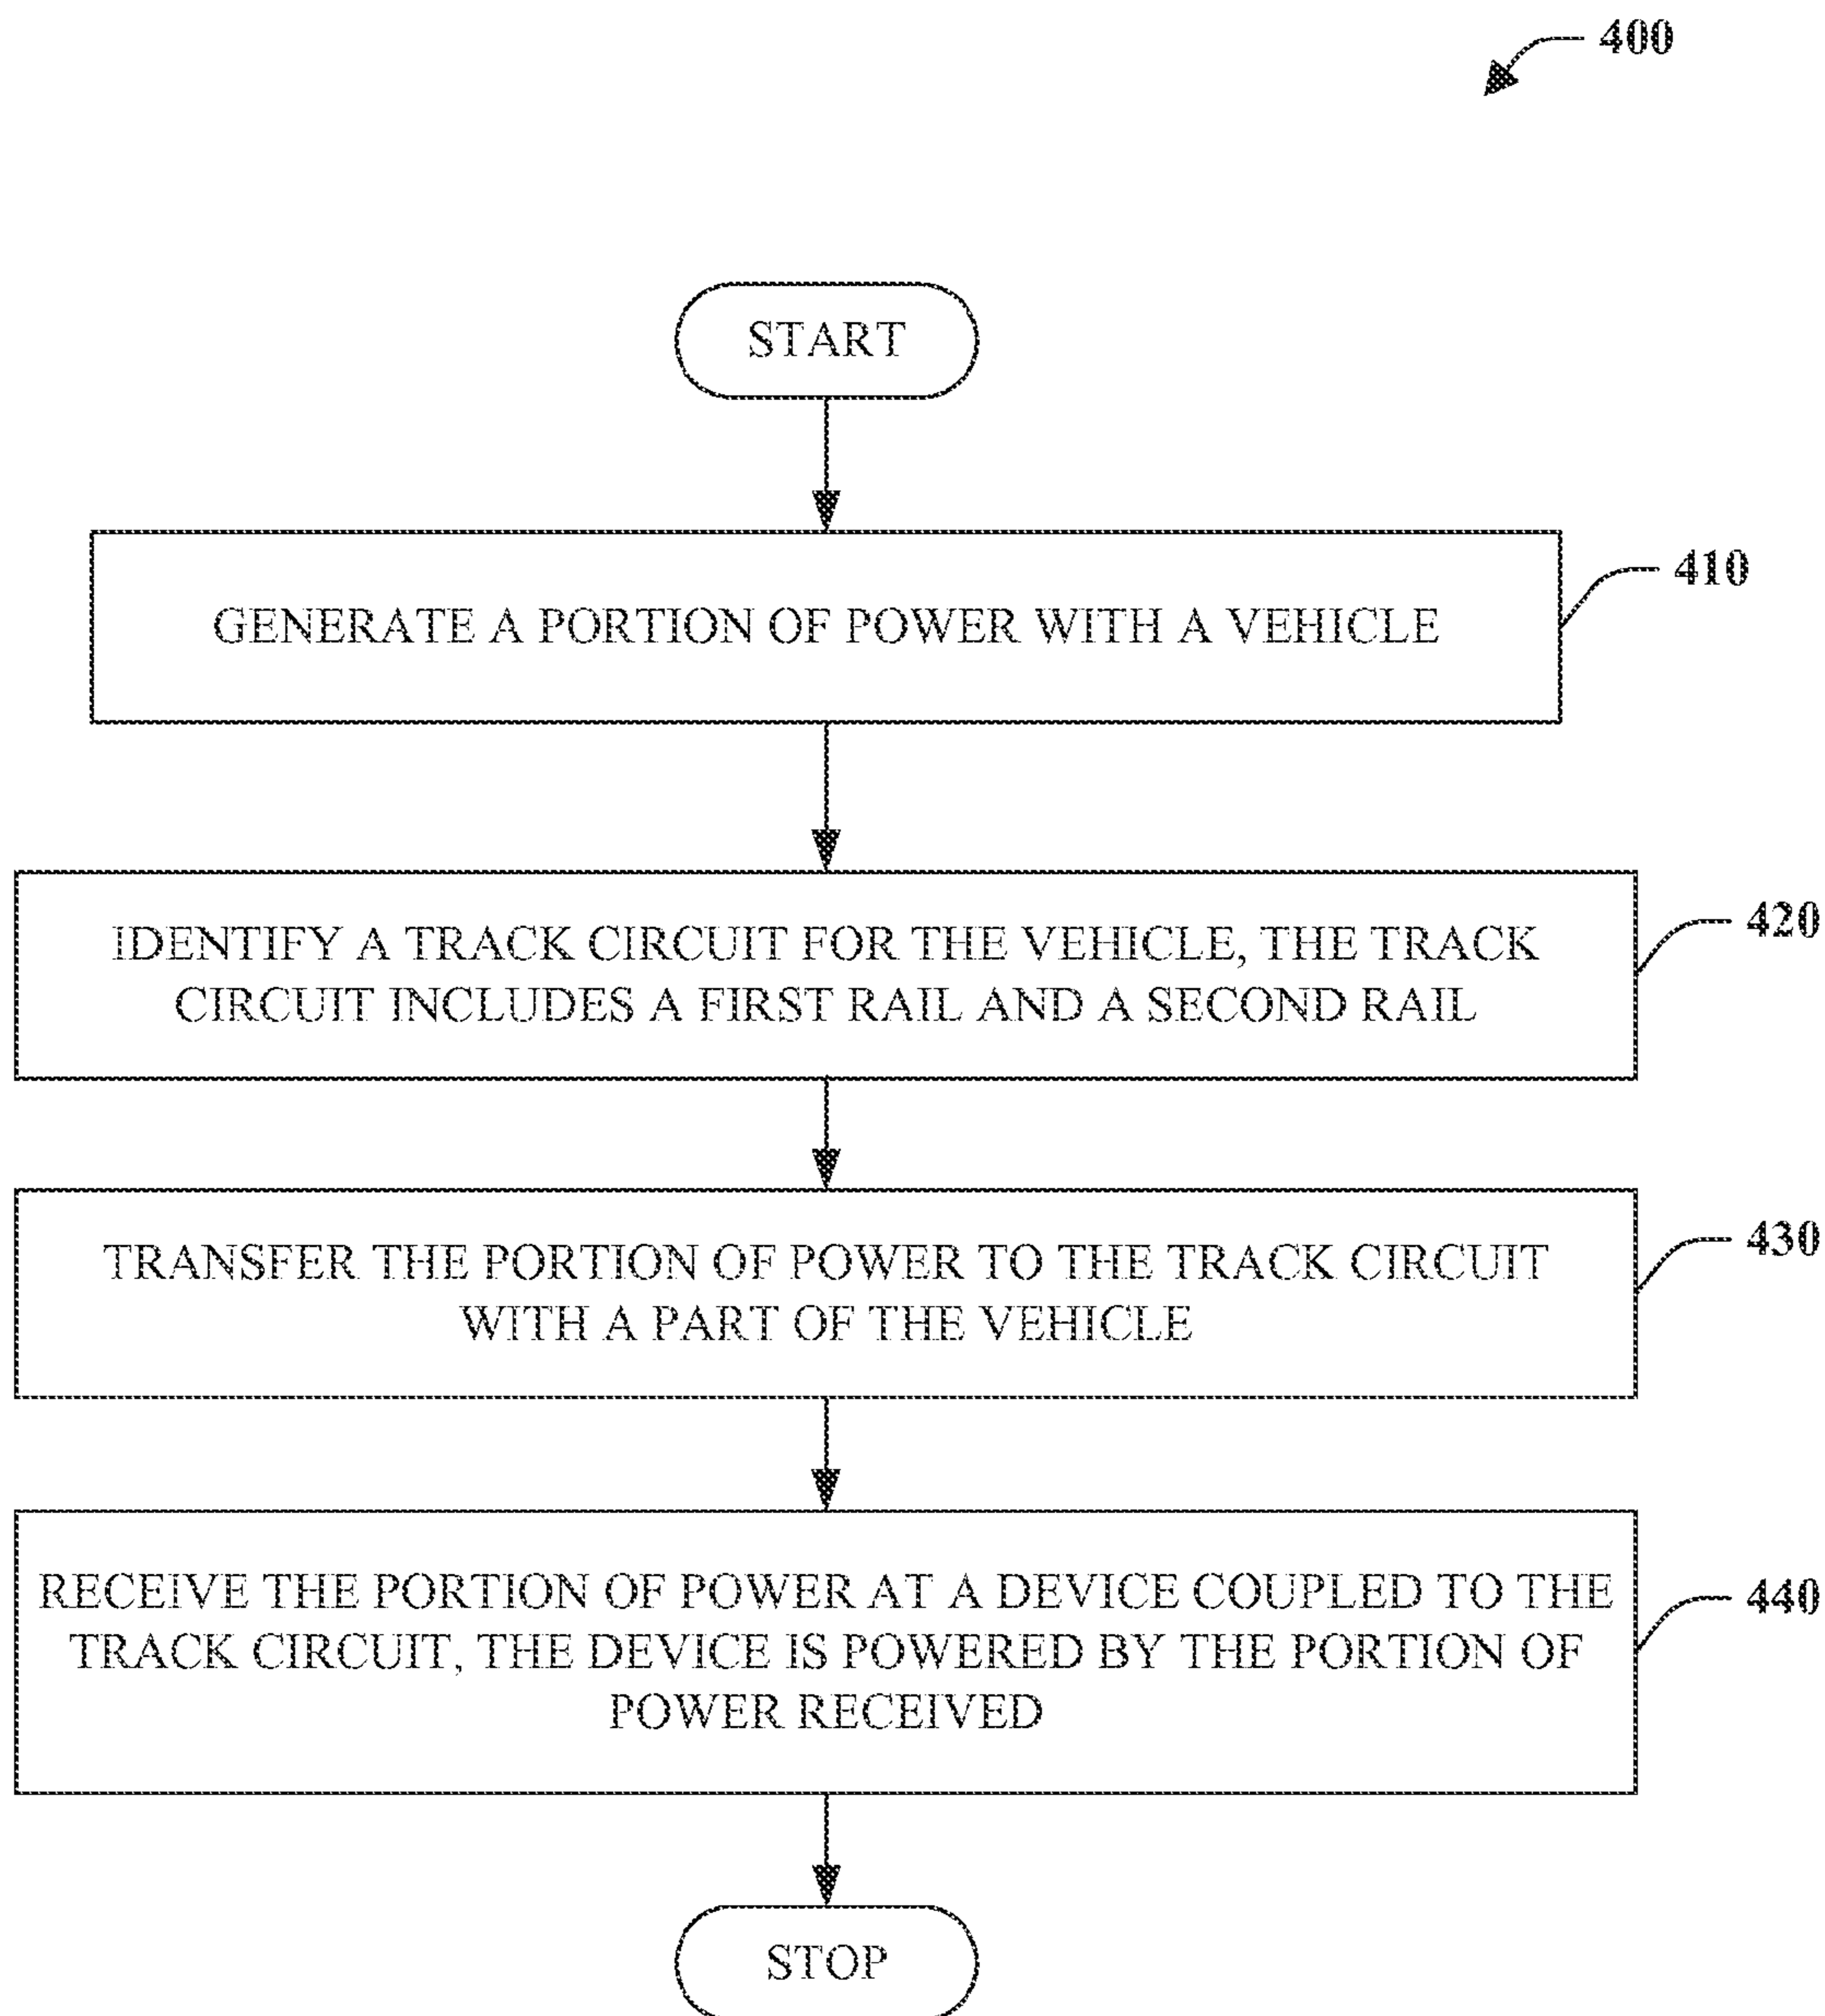 400
START
GENERATE A PORTION OF POWER WITH A VEHICLE
410
IDENTIFY A TRACK CIRCUIT FOR THE VEHICLE, THE TRACK
CIRCUIT INCLUDES A FIRST RAIL AND A SECOND RAIL
420
TRANSFER THE PORTION OF POWER TO THE TRACK CIRCUIT
WITH A PART OF THE VEHICLE
430
RECEIVE THE PORTION OF POWER AT A DEVICE COUPLED TO THE
TRACK CIRCUIT, THE DEVICE IS POWERED BY THE PORTION OF
POWER RECEIVED
440
STOP